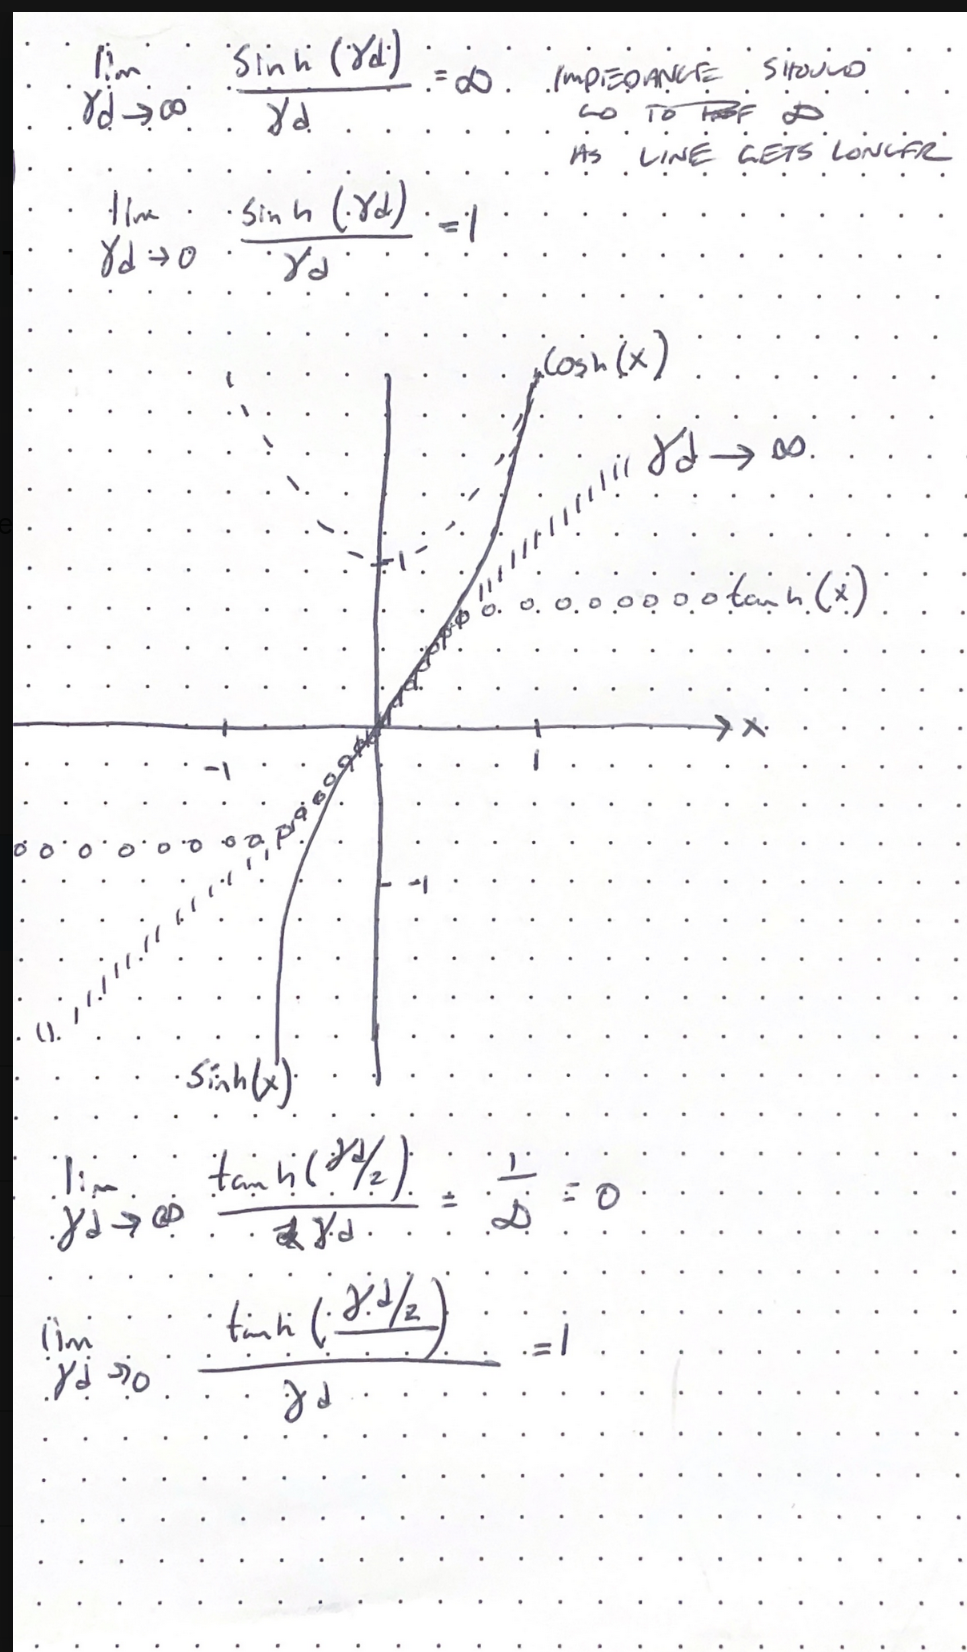 lim γd→∞ sinh(γd)/γd = ∞ IMPEDANCE SHOULD
GO TO ∞
AS LINE GETS LONGER
lim γd→0 sinh(γd)/γd = 1
cosh(x)
γd → ∞
1
tanh(x)
x
-1 1
-1
sinh(x)
lim γd→∞ tanh(γd/2)/γd = 1/∞ = 0
lim γd→0 tanh(γd/2)/γd = 1